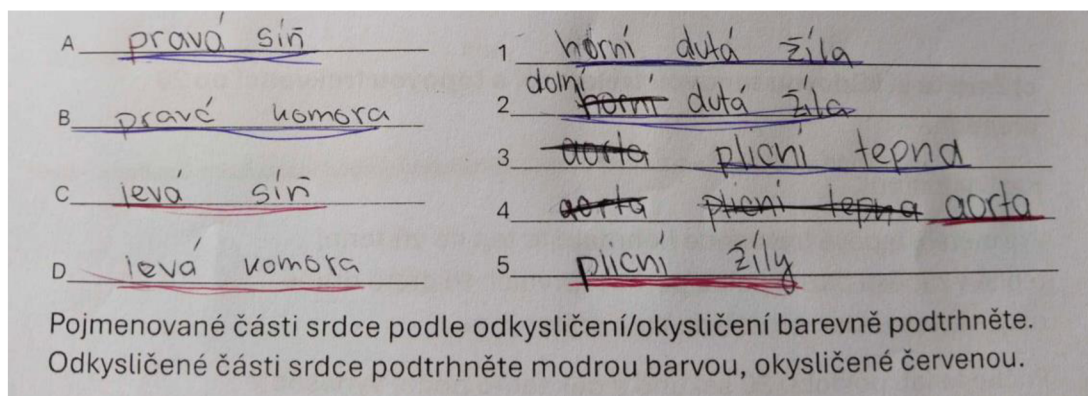 A pravá síň
B pravá komora
C levá síň
D levá komora
1 horní dutá žíla
dolní
2 horní dutá žíla
3 aorta plicní tepna
4 aorta plicní tepna aorta
5 plicní žíly
Pojmenované části srdce podle odkysličení/okysličení barevně podtrhněte.
Odkysličené části srdce podtrhněte modrou barvou, okysličené červenou.